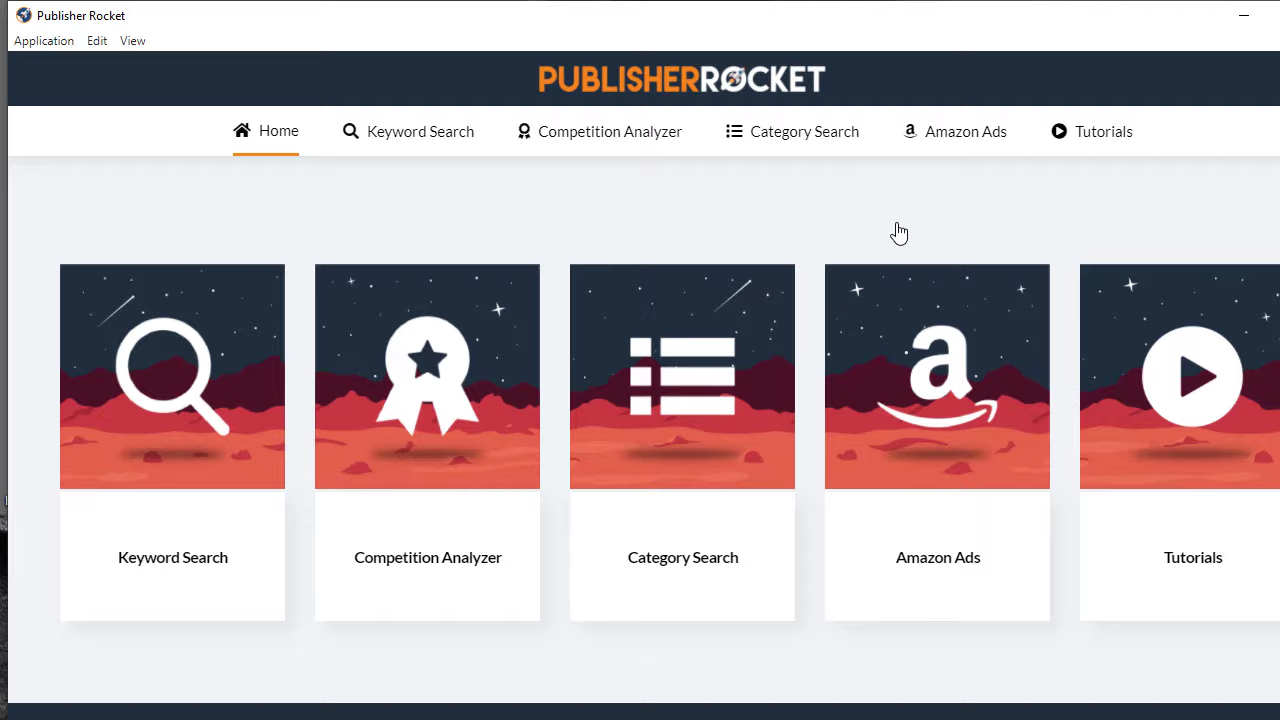 Publisher Rocket
Application Edit View
PUBLISHERROCKET
Home Keyword Search Competition Analyzer Category Search Amazon Ads Tutorials
Keyword Search Competition Analyzer Category Search Amazon Ads Tutorials